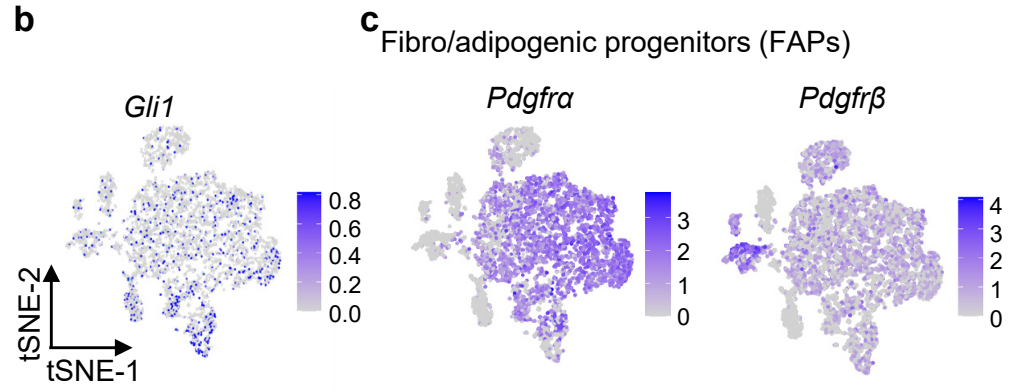 b
c
Fibro/adipogenic progenitors (FAPs)
Gli1
Pdgfrα
Pdgfrβ
0.8
0.6
0.4
0.2
0.0
3
2
1
0
4
3
2
1
0
tSNE-2
tSNE-1